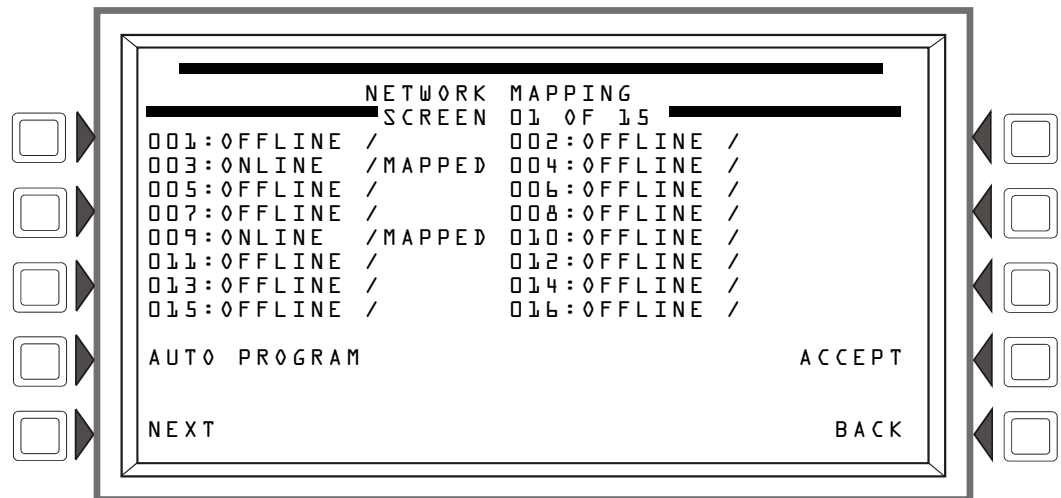 NETWORK MAPPING
SCREEN 01 OF 15
001:OFFLINE / 002:OFFLINE /
003:ONLINE /MAPPED 004:OFFLINE /
005:OFFLINE / 006:OFFLINE /
007:OFFLINE / 008:OFFLINE /
009:ONLINE /MAPPED 010:OFFLINE /
011:OFFLINE / 012:OFFLINE /
013:OFFLINE / 014:OFFLINE /
015:OFFLINE / 016:OFFLINE /
AUTO PROGRAM ACCEPT
NEXT BACK